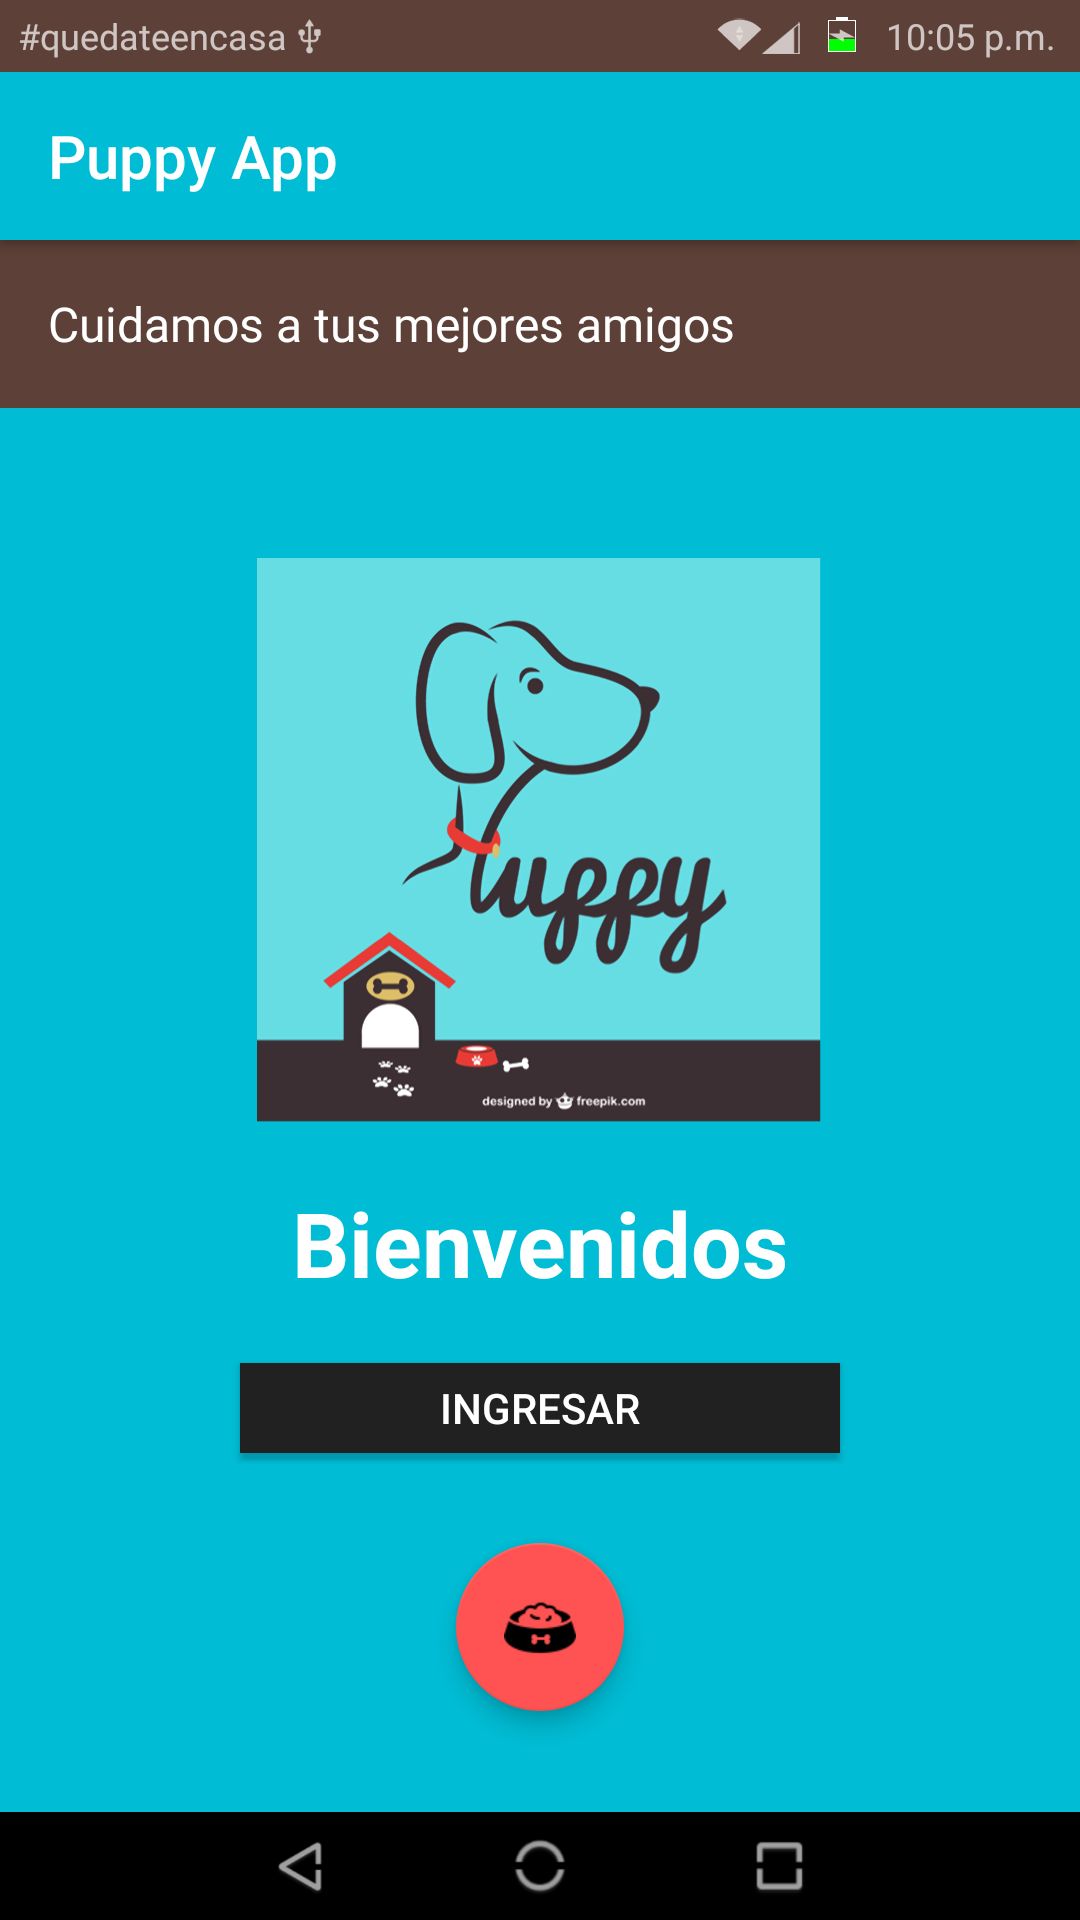 #quedateencasa 10:05 p.m.
Puppy App
Cuidamos a tus mejores amigos
Puppy
designed by freepik.com
Bienvenidos
INGRESAR